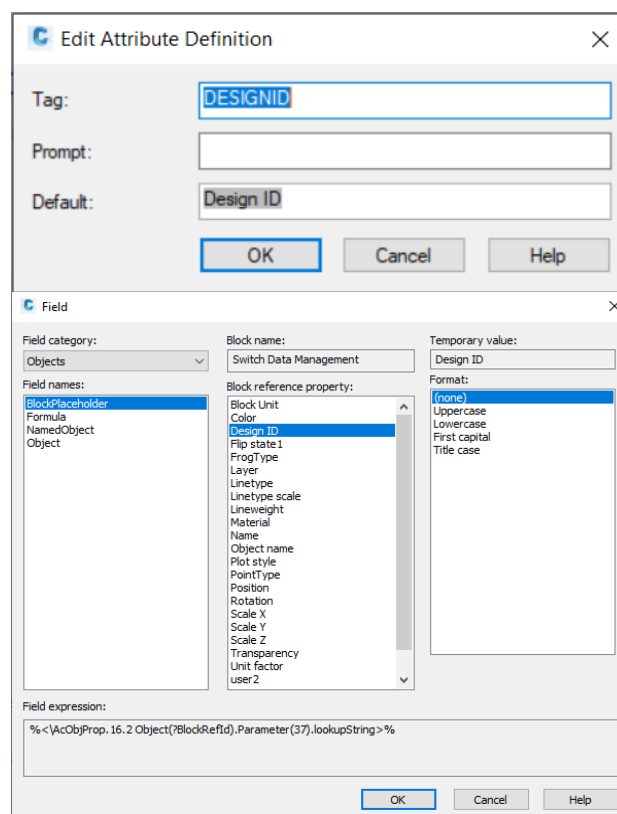 Edit Attribute Definition
Tag:
DESIGNID
Prompt:
Default:
Design ID
OK
Cancel
Help
Field
Field category:
Objects
Field names:
BlockPlaceholder
Formula
NamedObject
Object
Block name:
Switch Data Management
Block reference property:
Block Unit
Color
Design ID
Flip state1
FrogType
Layer
Linetype
Linetype scale
Lineweight
Material
Name
Object name
Plot style
PointType
Position
Rotation
Scale X
Scale Y
Scale Z
Transparency
Unit factor
user2
Temporary value:
Design ID
Format:
(none)
Uppercase
Lowercase
First capital
Title case
Field expression:
%<\AcObjProp.16.2 Object(?BlockRefId).Parameter(37).lookupString>%
OK
Cancel
Help